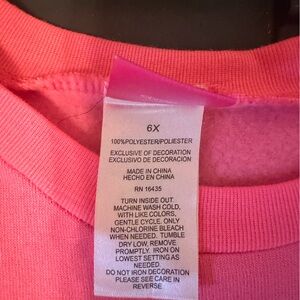 6X
100%POLYESTER/POLIESTER
EXCLUSIVE OF DECORATION
EXCLUSIVO DE DECORACION
MADE IN CHINA
HECHO EN CHINA
RN 16435
TURN INSIDE OUT.
MACHINE WASH COLD,
WITH LIKE COLORS,
GENTLE CYCLE. ONLY
NON-CHLORINE BLEACH
WHEN NEEDED. TUMBLE
DRY LOW, REMOVE
PROMPTLY. IRON ON
LOWEST SETTING AS
NEEDED.
DO NOT IRON DECORATION
PLEASE SEE CARE IN
REVERSE